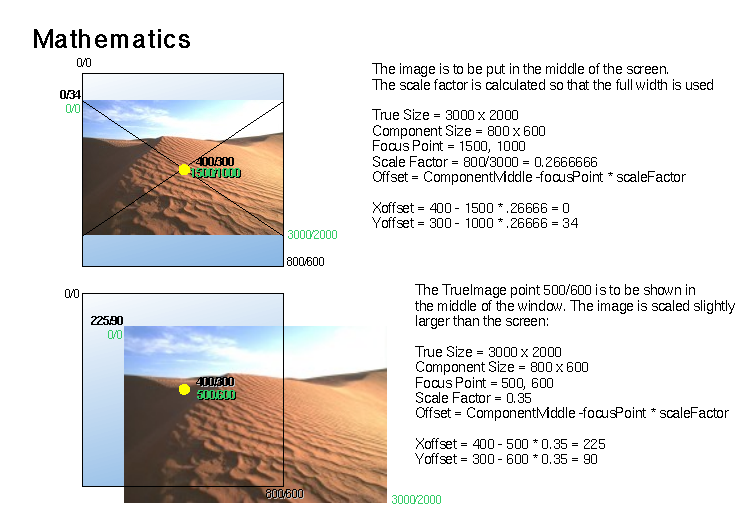 Mathematics
0/0
0/34
0/0
400/300
1500/1000
3000/2000
800/600
The image is to be put in the middle of the screen.
The scale factor is calculated so that the full width is used
True Size = 3000 x 2000
Component Size = 800 x 600
Focus Point = 1500, 1000
Scale Factor = 800/3000 = 0.2666666
Offset = ComponentMiddle -focusPoint * scaleFactor
Xoffset = 400 - 1500 * .26666 = 0
Yoffset = 300 - 1000 * .26666 = 34
0/0
225/90
0/0
400/300
500/600
800/600
3000/2000
The TrueImage point 500/600 is to be shown in
the middle of the window. The image is scaled slightly
larger than the screen:
True Size = 3000 x 2000
Component Size = 800 x 600
Focus Point = 500, 600
Scale Factor = 0.35
Offset = ComponentMiddle -focusPoint * scaleFactor
Xoffset = 400 - 500 * 0.35 = 225
Yoffset = 300 - 600 * 0.35 = 90